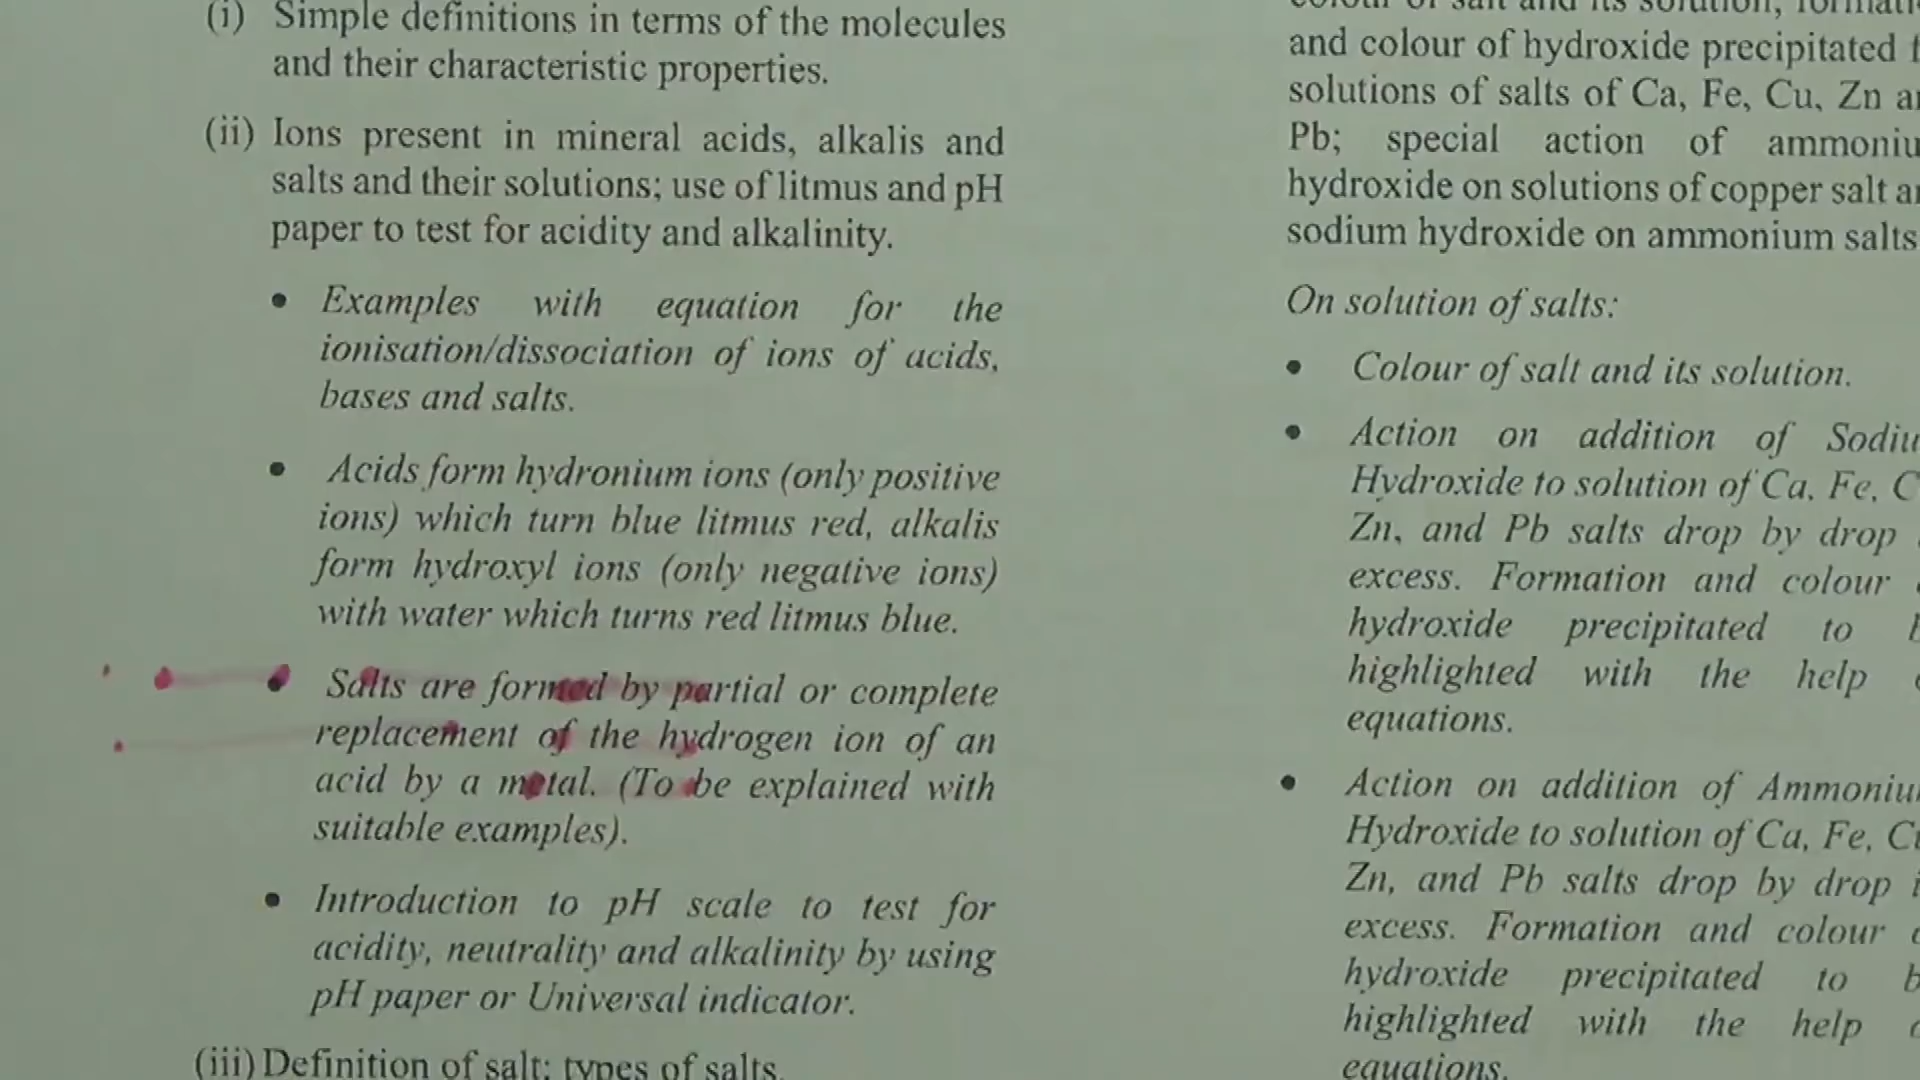 (i) Simple definitions in terms of the molecules
and their characteristic properties.
(ii) Ions present in mineral acids, alkalis and
salts and their solutions; use of litmus and pH
paper to test for acidity and alkalinity.
• Examples with equation for the
ionisation/dissociation of ions of acids,
bases and salts.
• Acids form hydronium ions (only positive
ions) which turn blue litmus red, alkalis
form hydroxyl ions (only negative ions)
with water which turns red litmus blue.
• Salts are formed by partial or complete
replacement of the hydrogen ion of an
acid by a metal. (To be explained with
suitable examples).
• Introduction to pH scale to test for
acidity, neutrality and alkalinity by using
pH paper or Universal indicator.
(iii) Definition of salt; types of salts.
colour of salt and its solution; 
and colour of hydroxide precipitated
solutions of salts of Ca, Fe, Cu, Zn
Pb; special action of
hydroxide on solutions of copper salt
sodium hydroxide on ammonium salts
On solution of salts:
• Colour of salt and its solution.
• Action on addition of
Hydroxide to solution of Ca, Fe,
Zn, and Pb salts drop by drop
excess. Formation and colour
hydroxide precipitated to
highlighted with the help
equations.
• Action on addition of
Hydroxide to solution of Ca, Fe,
Zn, and Pb salts drop by drop
excess. Formation and colour
hydroxide precipitated to
highlighted with the help
equations.